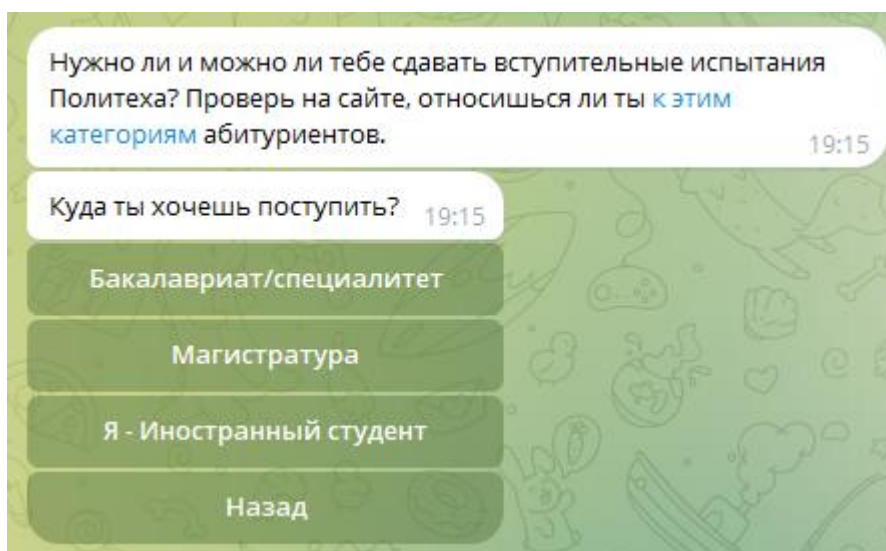 Нужно ли и можно ли тебе сдавать вступительные испытания
Политеха? Проверь на сайте, относишься ли ты к этим
категориям абитуриентов.
19:15
Куда ты хочешь поступить?
19:15
Бакалавриат/специалитет
Магистратура
Я - Иностранный студент
Назад